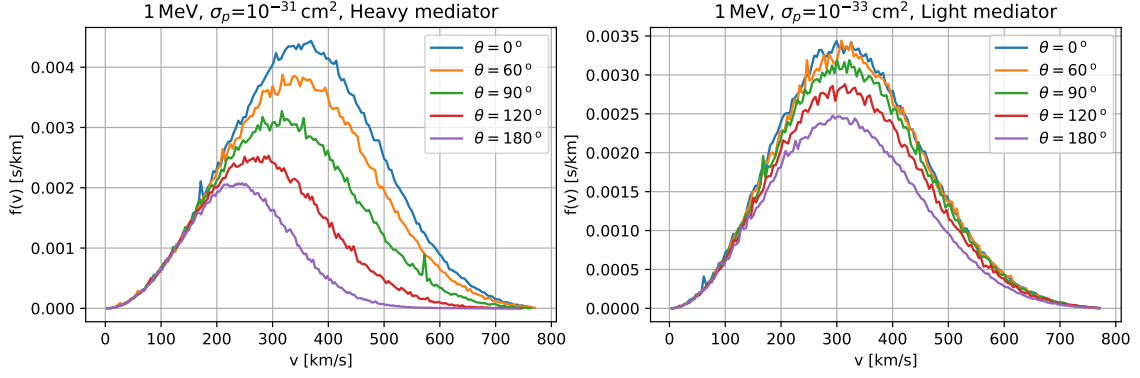 1 MeV, σp=10−31 cm2, Heavy mediator
f(v) [s/km]
0.004
0.003
0.002
0.001
0.000
θ = 0°
θ = 60°
θ = 90°
θ = 120°
θ = 180°
0 100 200 300 400 500 600 700 800
v [km/s]
1 MeV, σp=10−33 cm2, Light mediator
f(v) [s/km]
0.0035
0.0030
0.0025
0.0020
0.0015
0.0010
0.0005
0.0000
θ = 0°
θ = 60°
θ = 90°
θ = 120°
θ = 180°
0 100 200 300 400 500 600 700 800
v [km/s]